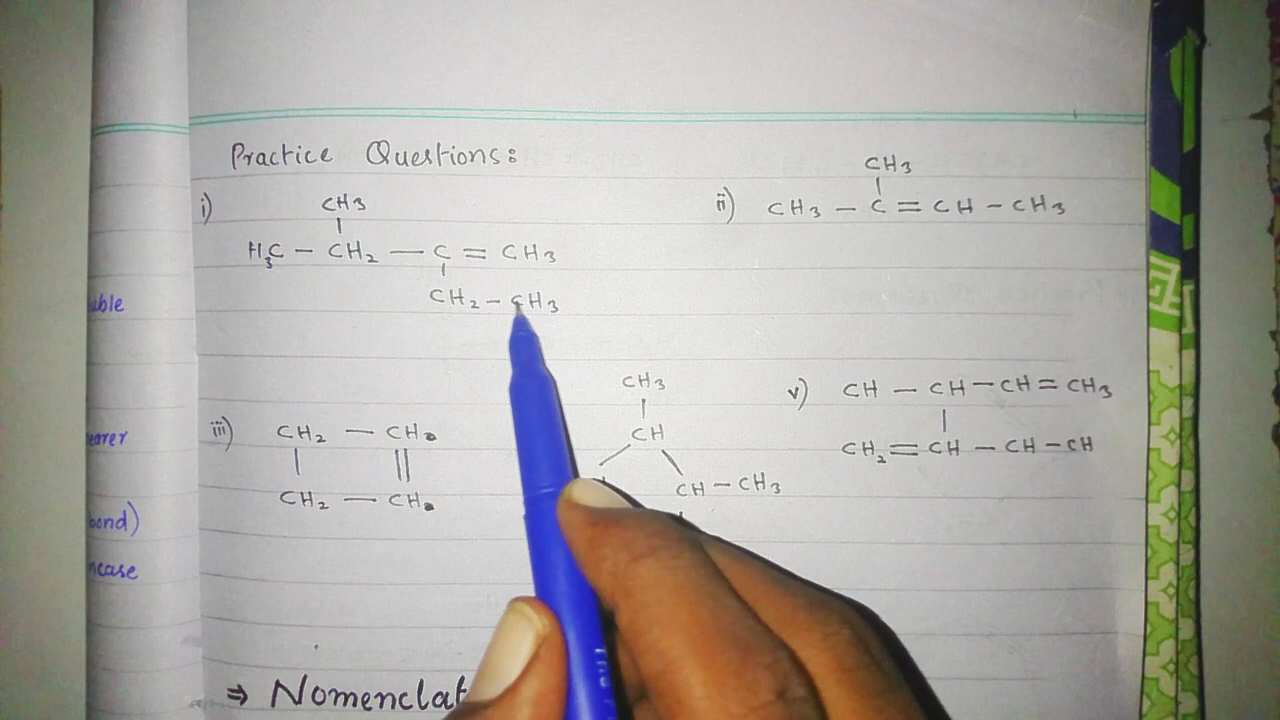 Practice Questions:
i)
CH3
H3C — CH2 — C = CH3
CH2 — CH3
ii)
CH3
CH3 — C = CH — CH3
able
iii)
CH2 — CH
CH2 — CH
CH3
CH
CH — CH3
v)
CH — CH — CH = CH3
CH2 = CH — CH — CH
earer
bond)
ncase
⇒ Nomenclat